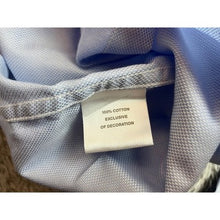 100% COTTON
EXCLUSIVE
OF DECORATION